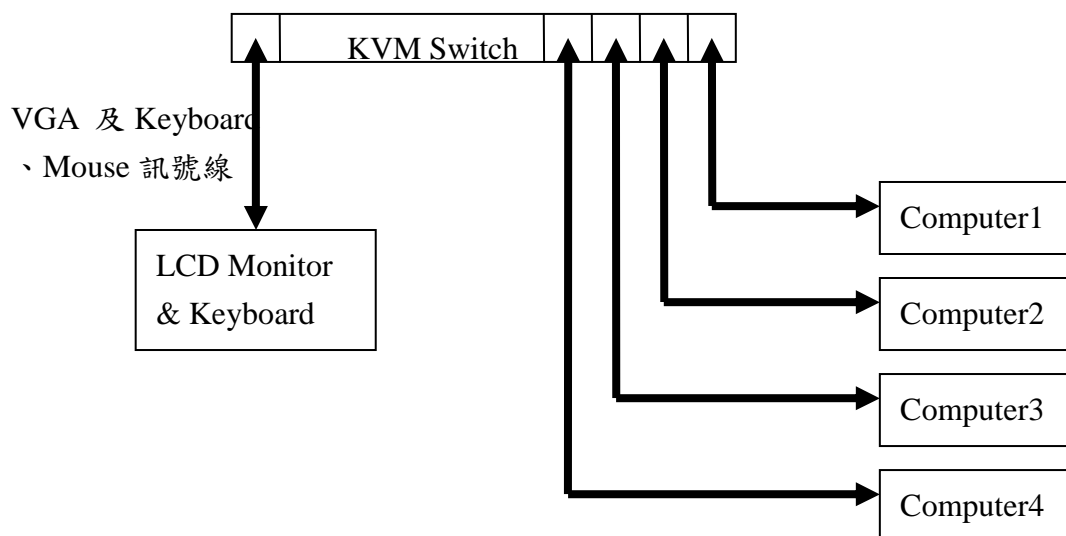 KVM Switch
VGA 及 Keyboard
、Mouse 訊號線
LCD Monitor
& Keyboard
Computer1
Computer2
Computer3
Computer4